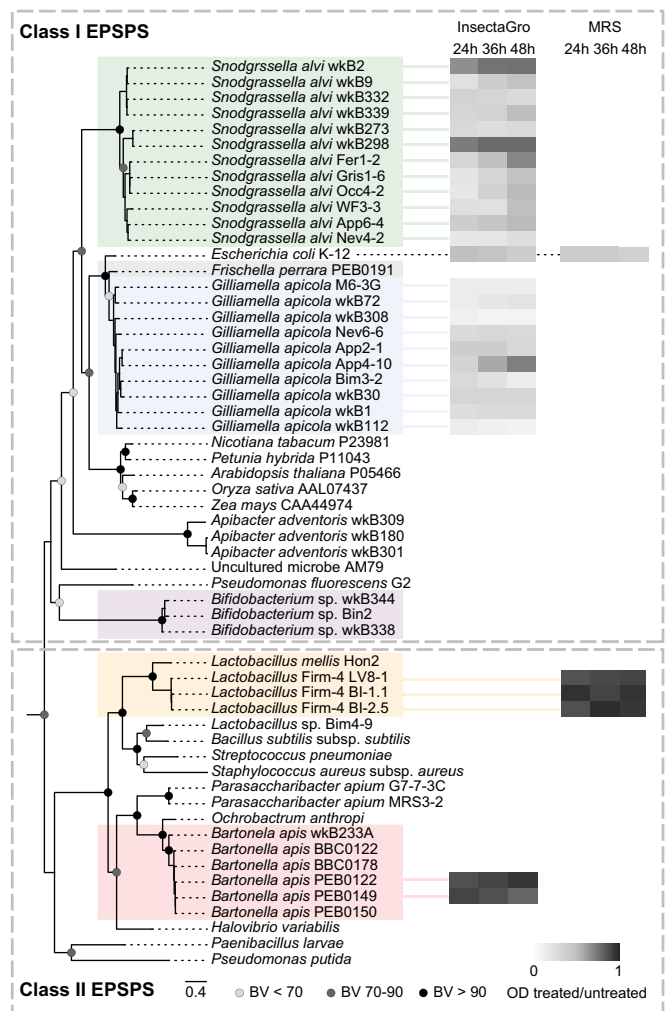 Class I EPSPS
InsectaGro
MRS
24h 36h 48h
24h 36h 48h
Snodgrssella alvi wkB2
Snodgrassella alvi wkB9
Snodgrassella alvi wkB332
Snodgrassella alvi wkB339
Snodgrassella alvi wkB273
Snodgrassella alvi wkB298
Snodgrassella alvi Fer1-2
Snodgrassella alvi Gris1-6
Snodgrassella alvi Occ4-2
Snodgrassella alvi WF3-3
Snodgrassella alvi App6-4
Snodgrassella alvi Nev4-2
Escherichia coli K-12
Frischella perrara PEB0191
Gilliamella apicola M6-3G
Gilliamella apicola wkB72
Gilliamella apicola wkB308
Gilliamella apicola Nev6-6
Gilliamella apicola App2-1
Gilliamella apicola App4-10
Gilliamella apicola Bim3-2
Gilliamella apicola wkB30
Gilliamella apicola wkB1
Gilliamella apicola wkB112
Nicotiana tabacum P23981
Petunia hybrida P11043
Arabidopsis thaliana P05466
Oryza sativa AAL07437
Zea mays CAA44974
Apibacter adventoris wkB309
Apibacter adventoris wkB180
Apibacter adventoris wkB301
Uncultured microbe AM79
Pseudomonas fluorescens G2
Bifidobacterium sp. wkB344
Bifidobacterium sp. Bin2
Bifidobacterium sp. wkB338
Lactobacillus mellis Hon2
Lactobacillus Firm-4 LV8-1
Lactobacillus Firm-4 BI-1.1
Lactobacillus Firm-4 BI-2.5
Lactobacillus sp. Bim4-9
Bacillus subtilis subsp. subtilis
Streptococcus pneumoniae
Staphylococcus aureus subsp. aureus
Parasaccharibacter apium G7-7-3C
Parasaccharibacter apium MRS3-2
Ochrobactrum anthropi
Bartonela apis wkB233A
Bartonella apis BBC0122
Bartonella apis BBC0178
Bartonella apis PEB0122
Bartonella apis PEB0149
Bartonella apis PEB0150
Halovibrio variabilis
Paenibacillus larvae
Pseudomonas putida
0 1
Class II EPSPS
0.4
BV < 70
BV 70-90
BV > 90
OD treated/untreated